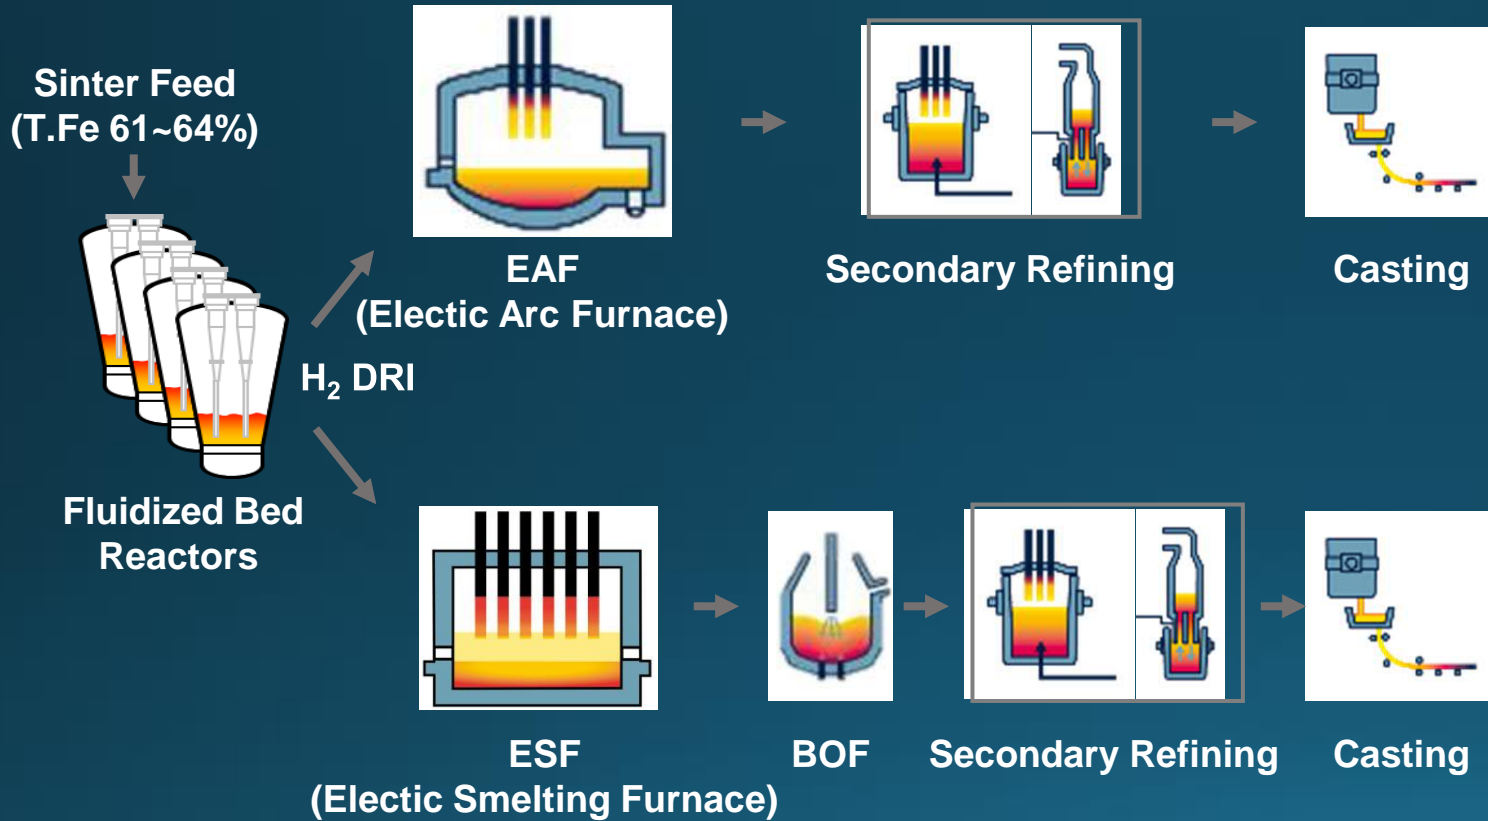 Sinter Feed
(T.Fe 61~64%)
Fluidized Bed
Reactors
H₂ DRI
EAF
(Electic Arc Furnace)
Secondary Refining
Casting
ESF
(Electic Smelting Furnace)
BOF
Secondary Refining
Casting